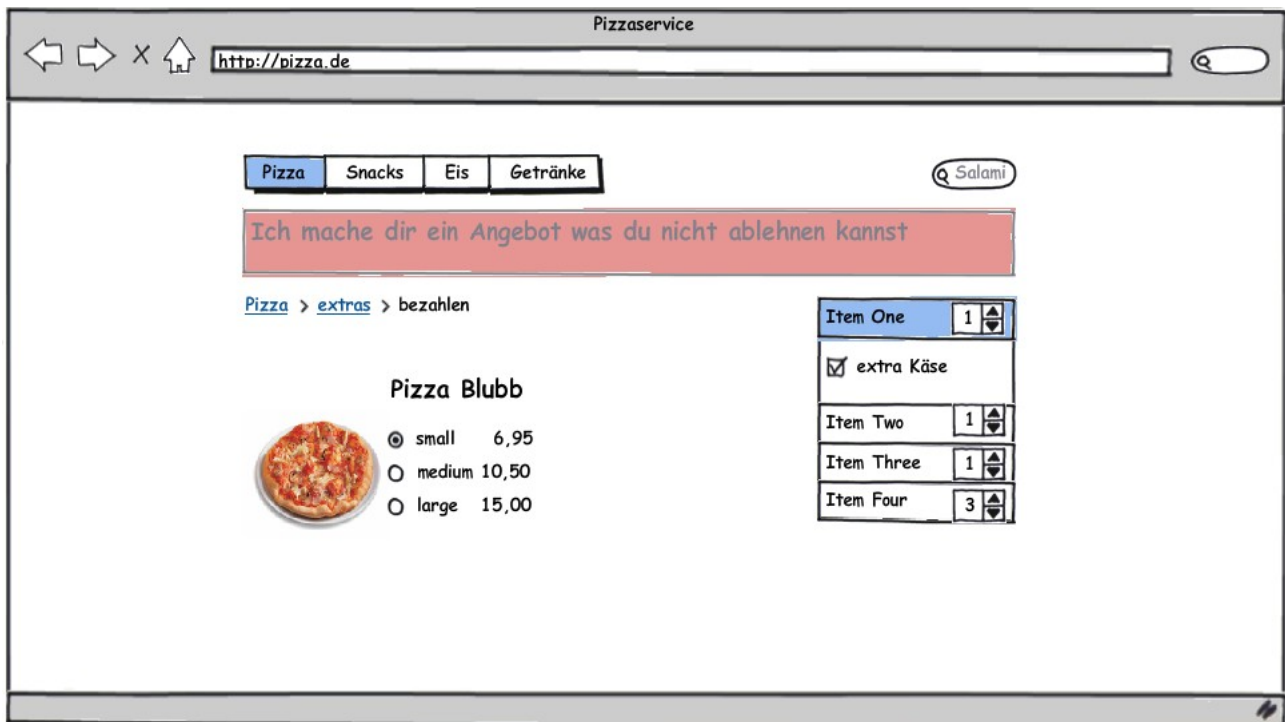 Pizzaservice
http://pizza.de
Pizza Snacks Eis Getränke
Salami
Ich mache dir ein Angebot was du nicht ablehnen kannst
Pizza > extras > bezahlen
Item One 1
extra Käse
Item Two 1
Item Three 1
Item Four 3
Pizza Blubb
small 6,95
medium 10,50
large 15,00